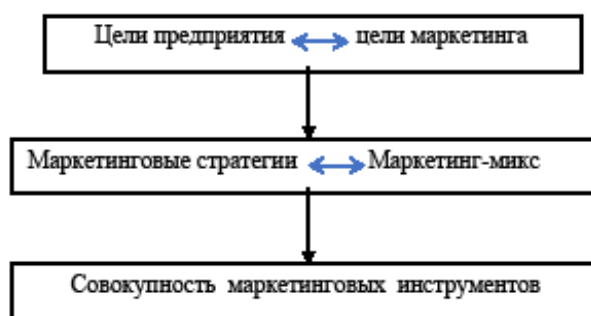 Цели предприятия цели маркетинга
Маркетинговые стратегии Маркетинг-микс
Совокупность маркетинговых инструментов